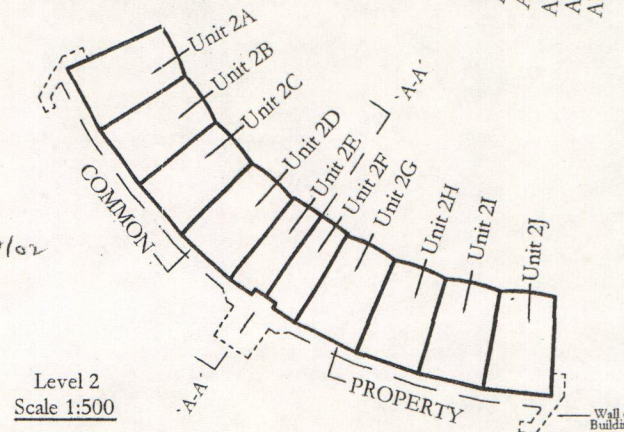 Unit 2A
Unit 2B
Unit 2C
Unit 2D
Unit 2E
Unit 2F
Unit 2G
Unit 2H
Unit 2I
Unit 2J
'A-A'
COMMON
PROPERTY
'A-A'
Level 2
Scale 1:500
Wall
Buildin